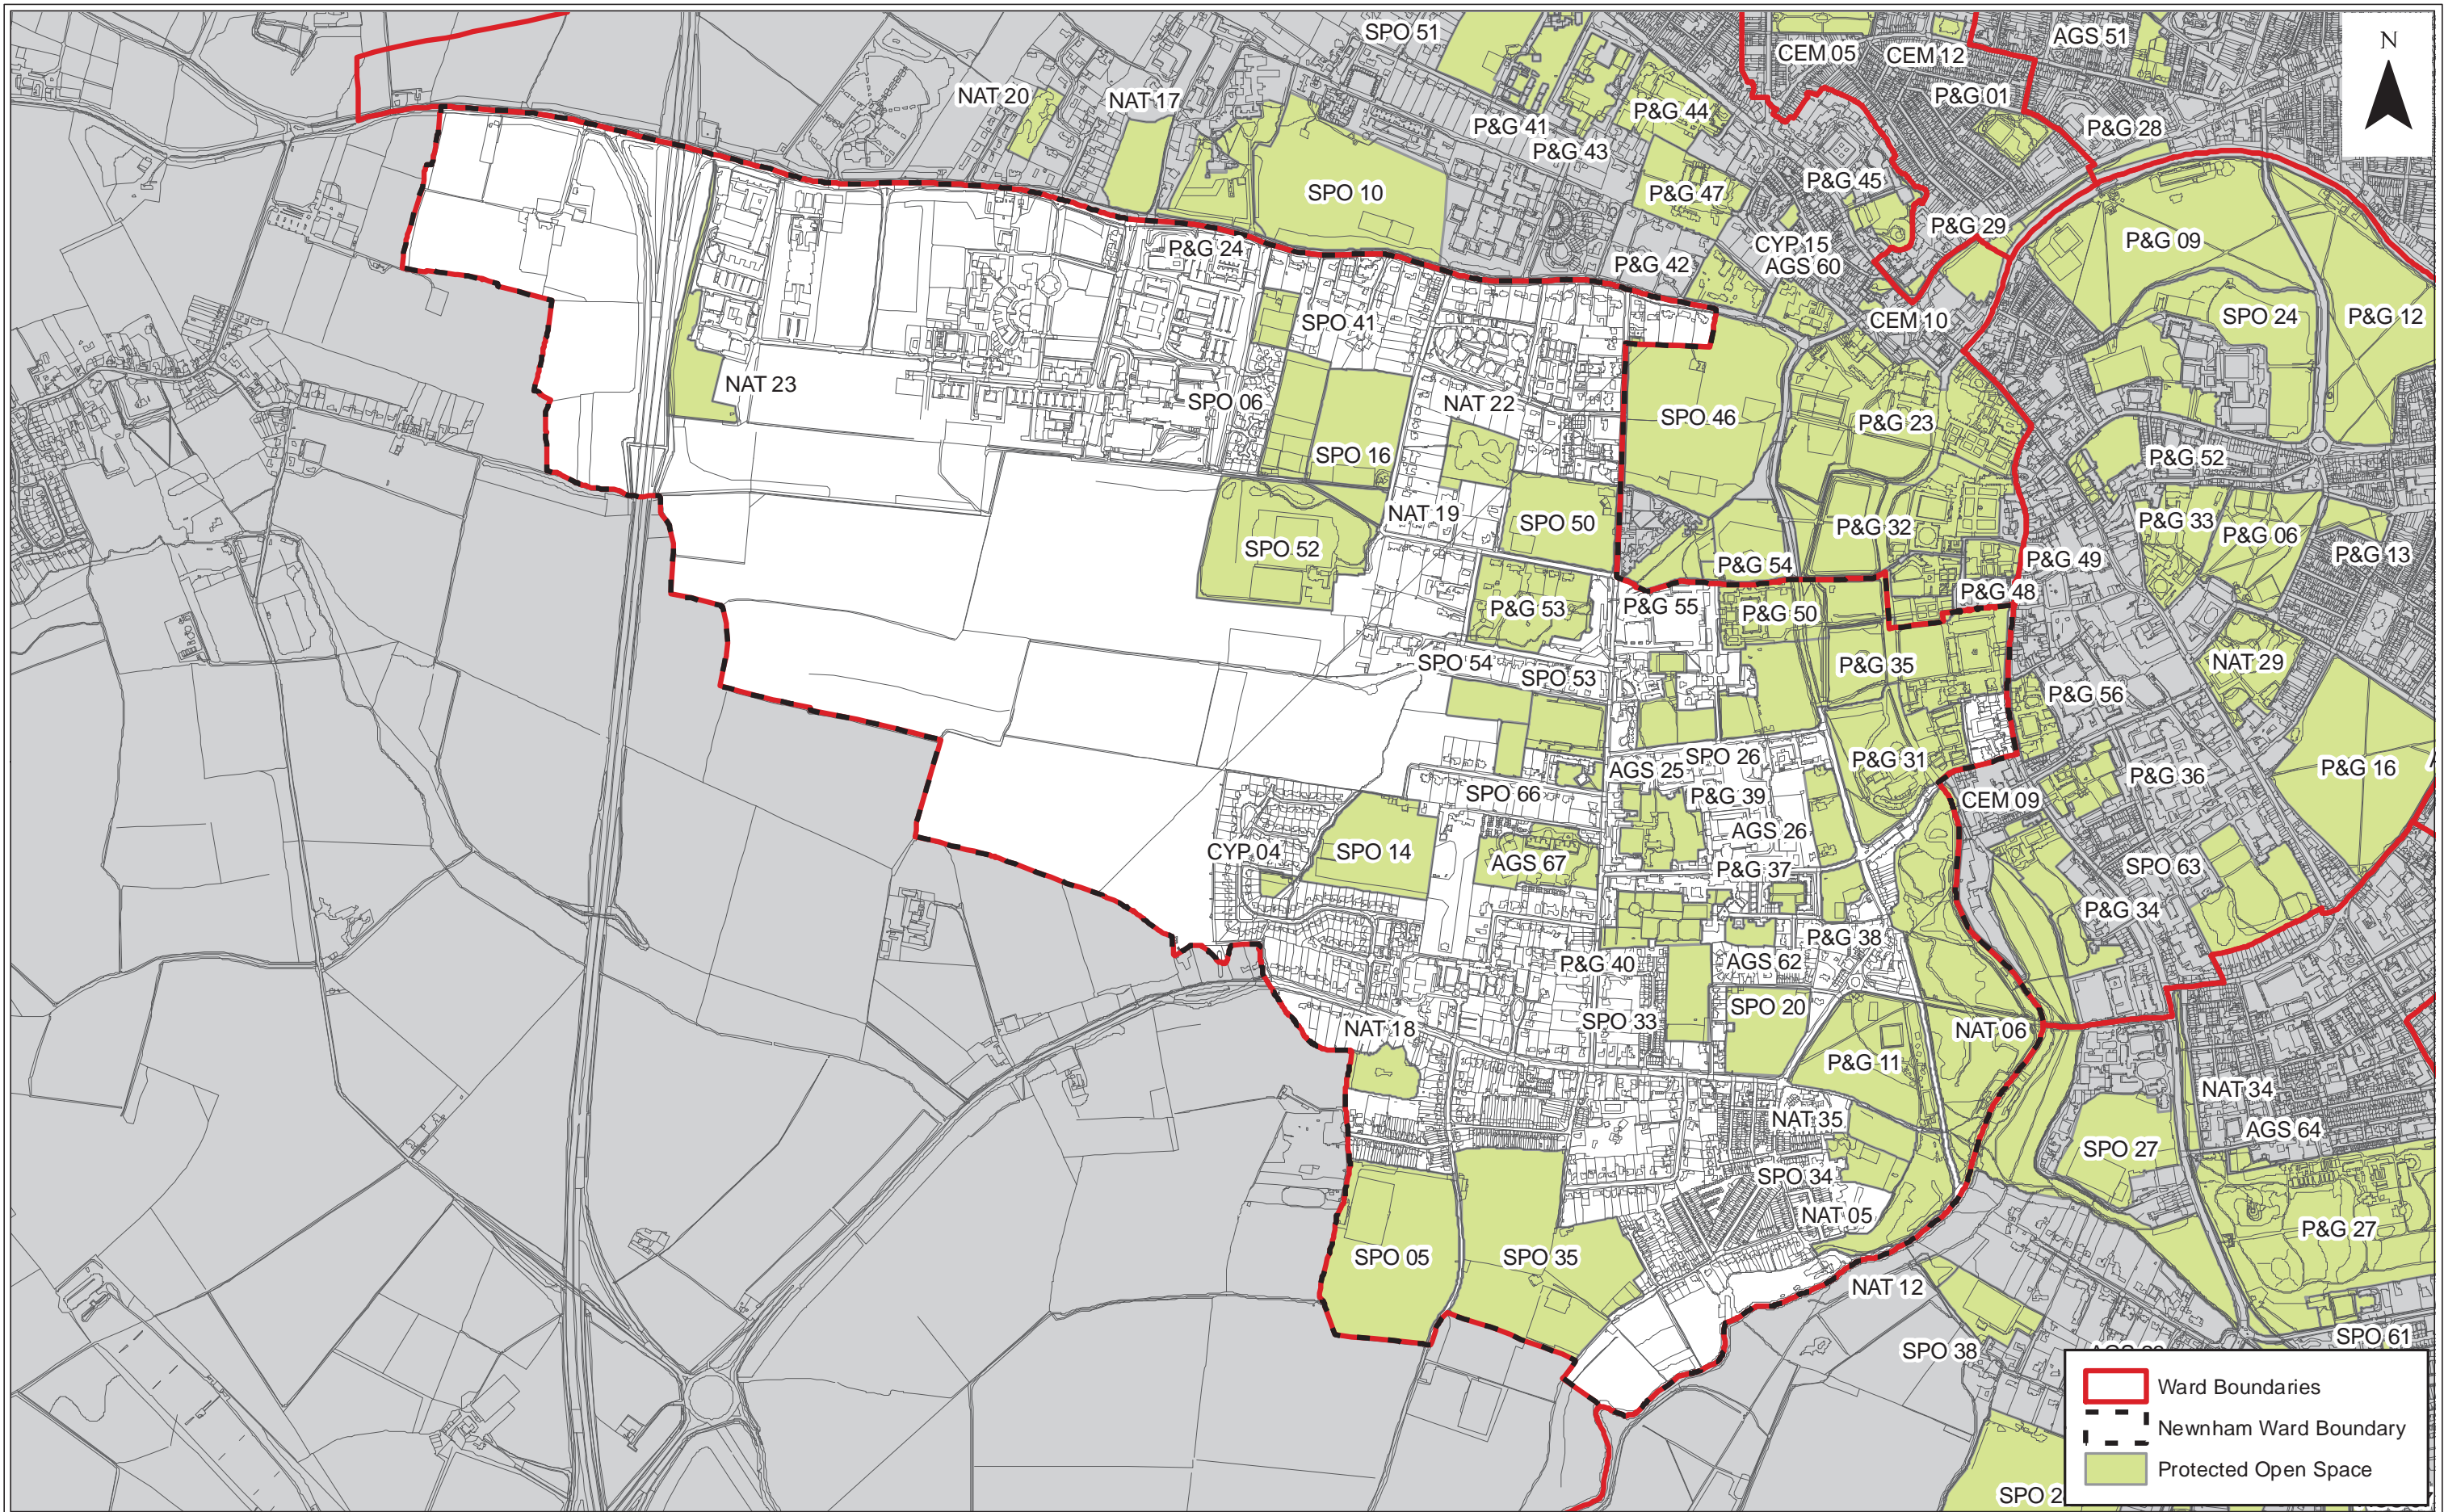 SPO 51
CEM 05
CEM 12
AGS 51
N
NAT 20
NAT 17
P&G 01
P&G 41
P&G 44
P&G 28
P&G 43
SPO 10
P&G 47
P&G 45
P&G 24
P&G 29
P&G 09
CYP 15
P&G 42
AGS 60
SPO 41
CEM 10
SPO 24
P&G 12
NAT 23
SPO 06
NAT 22
SPO 46
P&G 23
SPO 16
P&G 52
NAT 19
SPO 50
P&G 32
P&G 33
P&G 06
SPO 52
P&G 54
P&G 49
P&G 13
P&G 53
P&G 55
P&G 50
P&G 48
SPO 54
SPO 53
P&G 35
NAT 29
P&G 56
SPO 26
P&G 31
AGS 25
P&G 36
P&G 16
SPO 66
P&G 39
CEM 09
AGS 26
CYP 04
SPO 14
AGS 67
P&G 37
SPO 63
P&G 34
P&G 38
P&G 40
AGS 62
SPO 20
NAT 18
SPO 33
NAT 06
P&G 11
NAT 34
NAT 35
AGS 64
SPO 27
SPO 34
NAT 05
P&G 27
SPO 05
SPO 35
NAT 12
SPO 61
SPO 38
Ward Boundaries
Newnham Ward Boundary
Protected Open Space
SPO 2